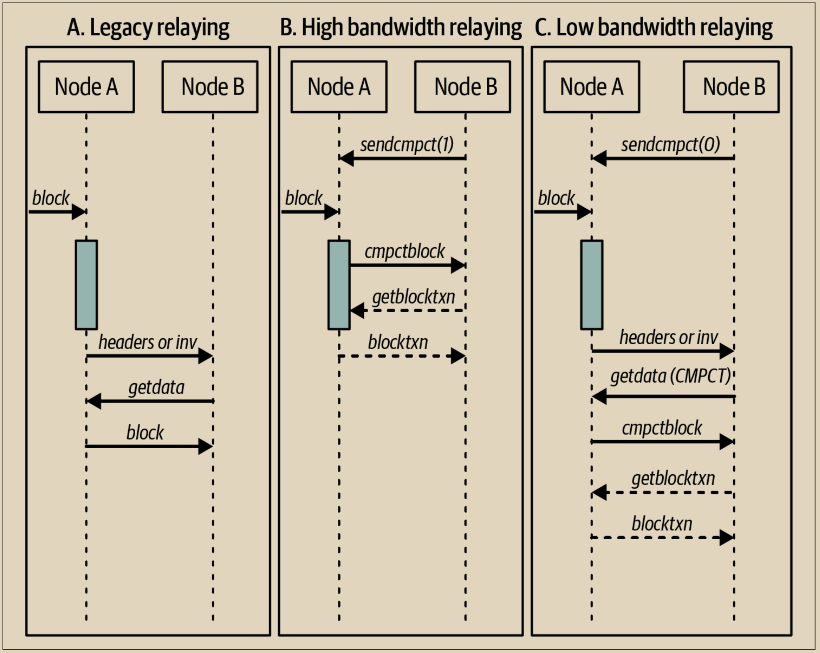 A. Legacy relaying
Node A
Node B
block
headers or inv
getdata
block
B. High bandwidth relaying
Node A
Node B
sendcmpct(1)
block
cmpctblock
getblocktxn
blocktxn
C. Low bandwidth relaying
Node A
Node B
sendcmpct(0)
block
headers or inv
getdata (CMPCT)
cmpctblock
getblocktxn
blocktxn